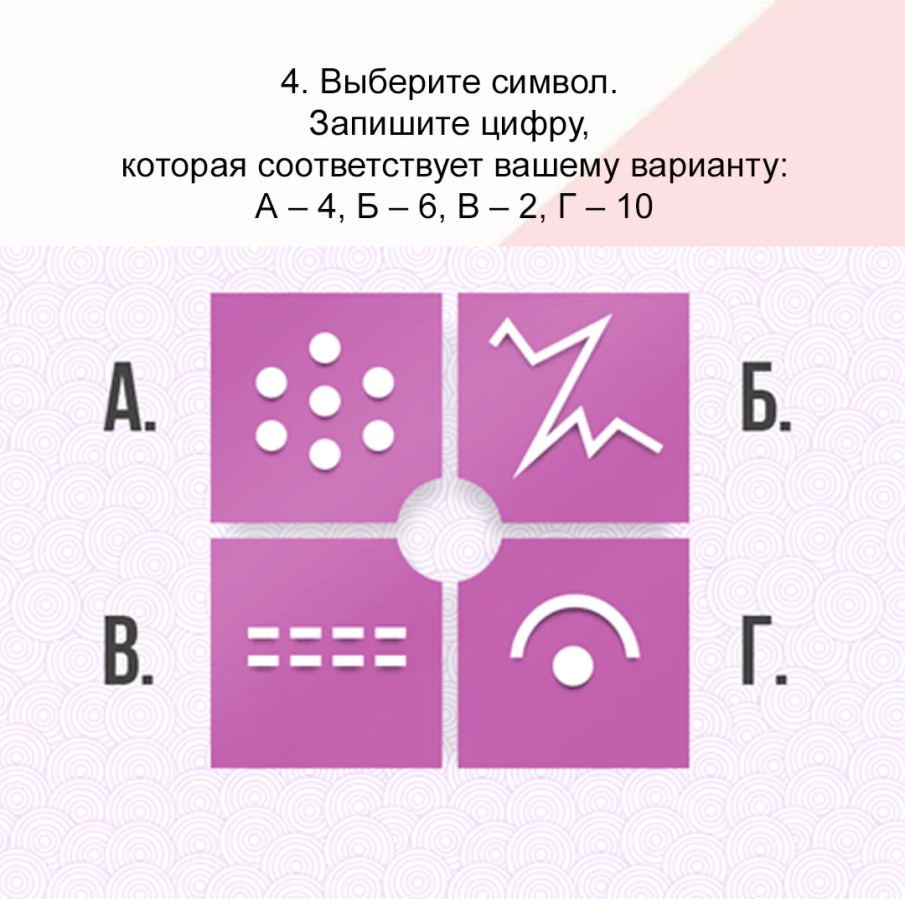 4. Выберите символ.
Запишите цифру,
которая соответствует вашему варианту:
А – 4, Б – 6, В – 2, Г – 10
А.
Б.
В.
Г.